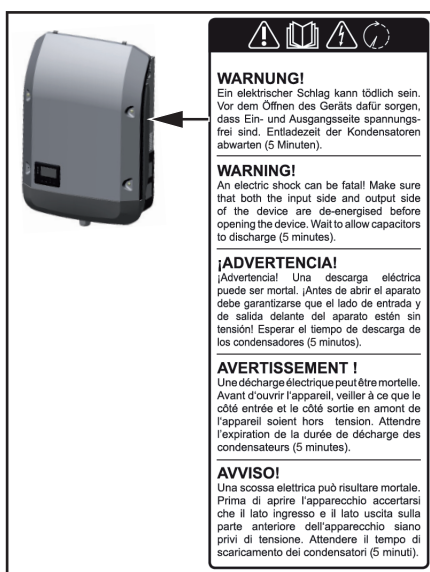 WARNUNG!
Ein elektrischer Schlag kann tödlich sein.
Vor dem Öffnen des Geräts dafür sorgen,
dass Ein- und Ausgangsseite spannungs-
frei sind. Entladezeit der Kondensatoren
abwarten (5 Minuten).
WARNING!
An electric shock can be fatal! Make sure
that both the input side and output side
of the device are de-energised before
opening the device. Wait to allow capacitors
to discharge (5 minutes).
¡ADVERTENCIA!
¡Advertencia! Una descarga eléctrica
puede ser mortal. ¡Antes de abrir el aparato
debe garantizarse que el lado de entrada y
de salida delante del aparato estén sin
tensión! Esperar el tiempo de descarga de
los condensadores (5 minutos).
AVERTISSEMENT !
Une décharge électrique peut être mortelle.
Avant d'ouvrir l'appareil, veiller à ce que le
côté entrée et le côté sortie en amont de
l'appareil soient hors tension. Attendre
l'expiration de la durée de décharge des
condensateurs (5 minutes).
AVVISO!
Una scossa elettrica può risultare mortale.
Prima di aprire l'apparecchio accertarsi
che il lato ingresso e il lato uscita sulla
parte anteriore dell'apparecchio siano
privi di tensione. Attendere il tempo di
scaricamento dei condensatori (5 minuti).